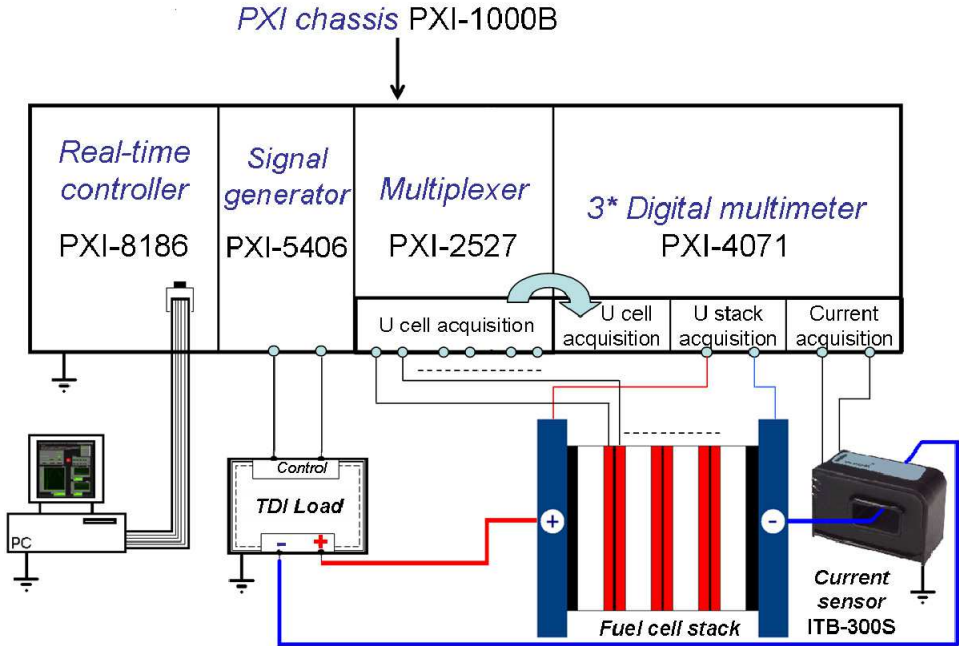 PXI chassis PXI-1000B
Real-time
controller
PXI-8186
Signal
generator
PXI-5406
Multiplexer
PXI-2527
3* Digital multimeter
PXI-4071
U cell acquisition
U cell
acquisition
U stack
acquisition
Current
acquisition
PC
Control
TDI Load
- +
+
-
Fuel cell stack
Current
sensor
ITB-300S